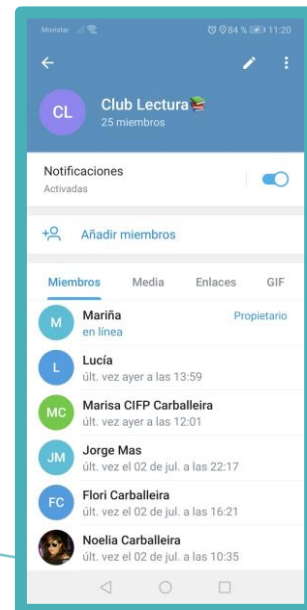 Movistar 84 % 11:20
CL
Club Lectura📚
25 miembros
Notificaciones
Activadas
Añadir miembros
Miembros Media Enlaces GIF
M
Mariña Propietario
en línea
L
Lucía
últ. vez ayer a las 13:59
MC
Marisa CIFP Carballeira
últ. vez ayer a las 12:01
JM
Jorge Mas
últ. vez el 02 de jul. a las 22:17
FC
Flori Carballeira
últ. vez el 02 de jul. a las 16:21
Noelia Carballeira
últ. vez el 02 de jul. a las 10:35